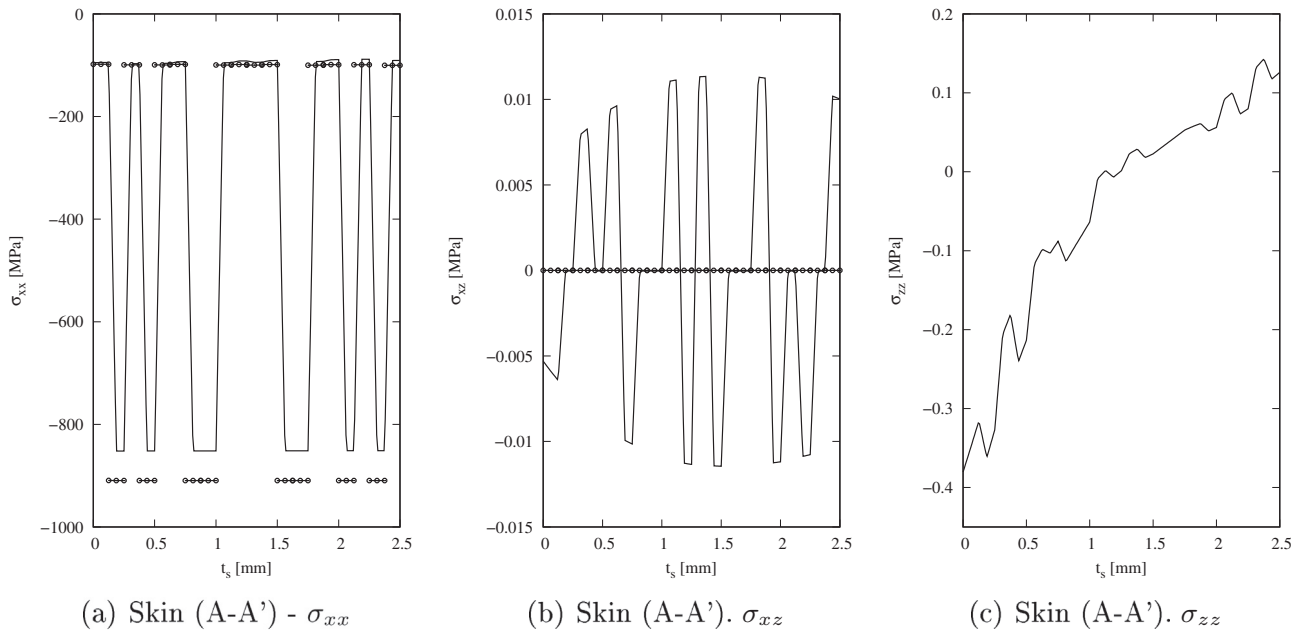 0
−200
−400
−600
−800
−1000
σxx [MPa]
0 0.5 1 1.5 2 2.5
ts [mm]
(a) Skin (A-A') - σxx
0.015
0.01
0.005
0
−0.005
−0.01
−0.015
σxz [MPa]
0 0.5 1 1.5 2 2.5
ts [mm]
(b) Skin (A-A'). σxz
0.2
0.1
0
−0.1
−0.2
−0.3
−0.4
σzz [MPa]
0 0.5 1 1.5 2 2.5
ts [mm]
(c) Skin (A-A'). σzz